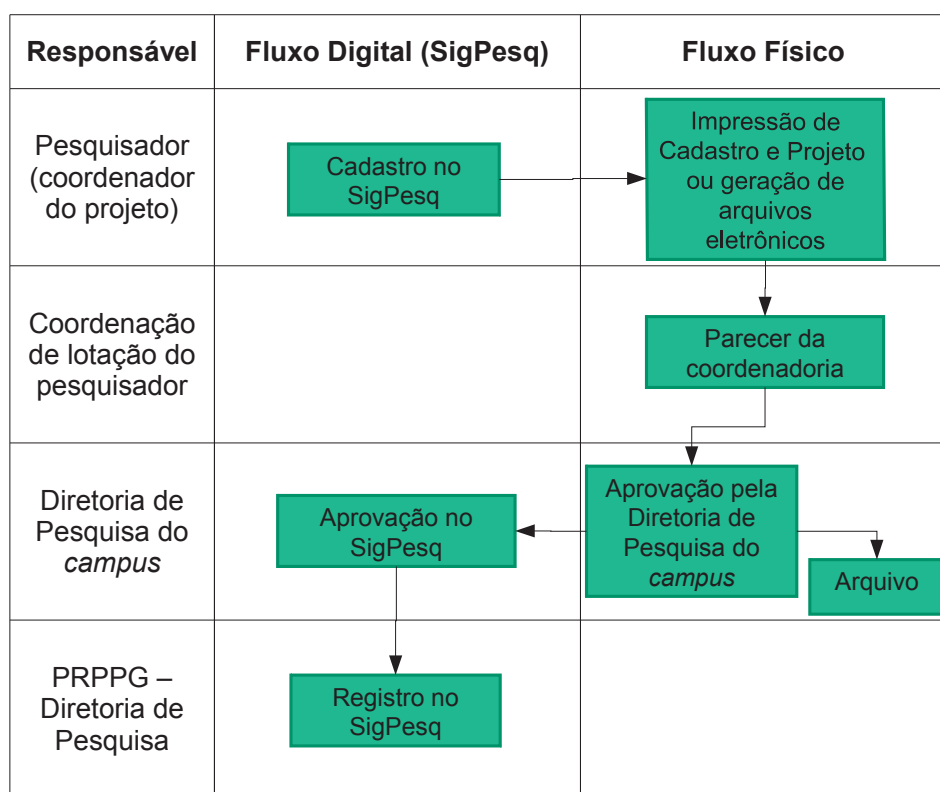 Responsável
Fluxo Digital (SigPesq)
Fluxo Físico
Pesquisador
(coordenador
do projeto)
Cadastro no
SigPesq
Impressão de
Cadastro e Projeto
ou geração de
arquivos
eletrônicos
Coordenação
de lotação do
pesquisador
Parecer da
coordenadoria
Diretoria de
Pesquisa do
campus
Aprovação no
SigPesq
Aprovação pela
Diretoria de
Pesquisa do
campus
Arquivo
PRPPG –
Diretoria de
Pesquisa
Registro no
SigPesq